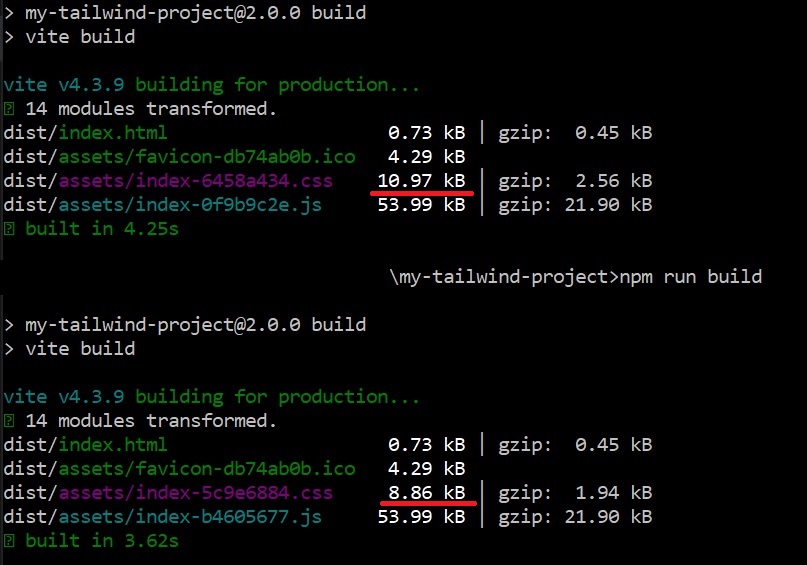 > my-tailwind-project@2.0.0 build
> vite build
vite v4.3.9 building for production...
14 modules transformed.
dist/index.html 0.73 kB │ gzip: 0.45 kB
dist/assets/favicon-db74ab0b.ico 4.29 kB
dist/assets/index-6458a434.css 10.97 kB │ gzip: 2.56 kB
dist/assets/index-0f9b9c2e.js 53.99 kB │ gzip: 21.90 kB
built in 4.25s
\my-tailwind-project>npm run build
> my-tailwind-project@2.0.0 build
> vite build
vite v4.3.9 building for production...
14 modules transformed.
dist/index.html 0.73 kB │ gzip: 0.45 kB
dist/assets/favicon-db74ab0b.ico 4.29 kB
dist/assets/index-5c9e6884.css 8.86 kB │ gzip: 1.94 kB
dist/assets/index-b4605677.js 53.99 kB │ gzip: 21.90 kB
built in 3.62s